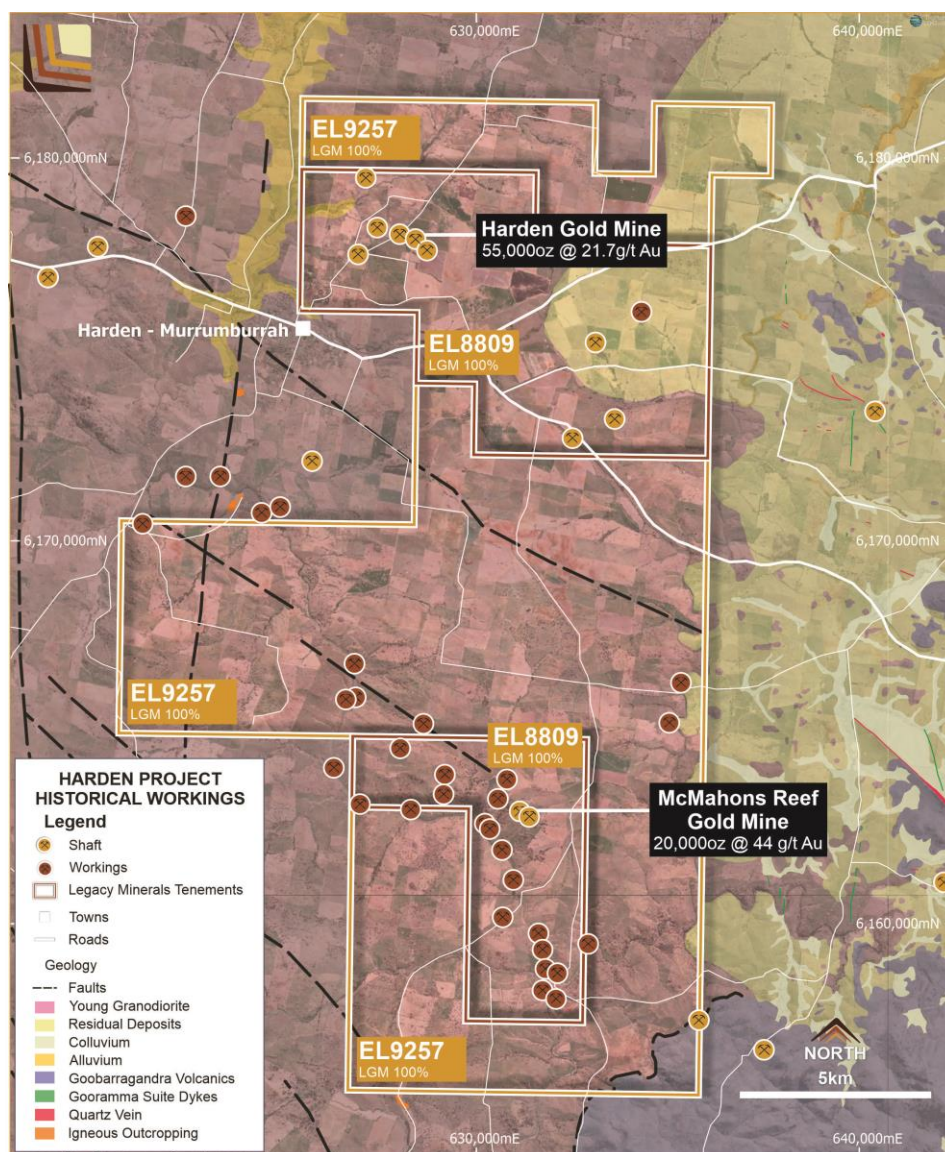 630,000mE
640,000mE
EL9257
LGM 100%
6,180,000mN
6,180,000mN
Harden Gold Mine
55,000oz @ 21.7g/t Au
Harden - Murrumburrah
EL8809
LGM 100%
6,170,000mN
6,170,000mN
EL9257
LGM 100%
EL8809
LGM 100%
McMahons Reef
Gold Mine
20,000oz @ 44 g/t Au
6,160,000mN
HARDEN PROJECT
HISTORICAL WORKINGS
Legend
Shaft
Workings
Legacy Minerals Tenements
Towns
Roads
Geology
Faults
Young Granodiorite
Residual Deposits
Colluvium
Alluvium
Goobarragandra Volcanics
Gooramma Suite Dykes
Quartz Vein
Igneous Outcropping
EL9257
LGM 100%
NORTH
5km
630,000mE
640,000mE